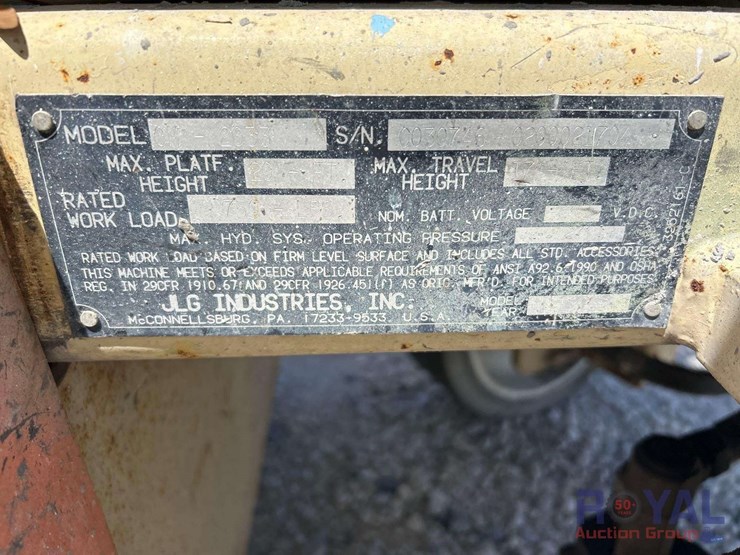 MODEL S/N
MAX. PLATF. HEIGHT
MAX. TRAVEL HEIGHT
RATED WORK LOAD
NOM. BATT. VOLTAGE V.D.C.
MAX. HYD. SYS. OPERATING PRESSURE
RATED WORK LOAD BASED ON FIRM LEVEL SURFACE AND INCLUDES ALL STD. ACCESSORIES
THIS MACHINE MEETS OR EXCEEDS APPLICABLE REQUIREMENTS OF ANSI A92.6-1990 AND OSHA
REG. IN 29CFR 1910.67 AND 29CFR 1926.451(f) AS ORIG. MF'D. FOR INTENDED PURPOSES
JLG INDUSTRIES, INC.
McCONNELLSBURG, PA. 17233-9533 U.S.A.
MODEL YEAR
50
ROYAL
Auction Group